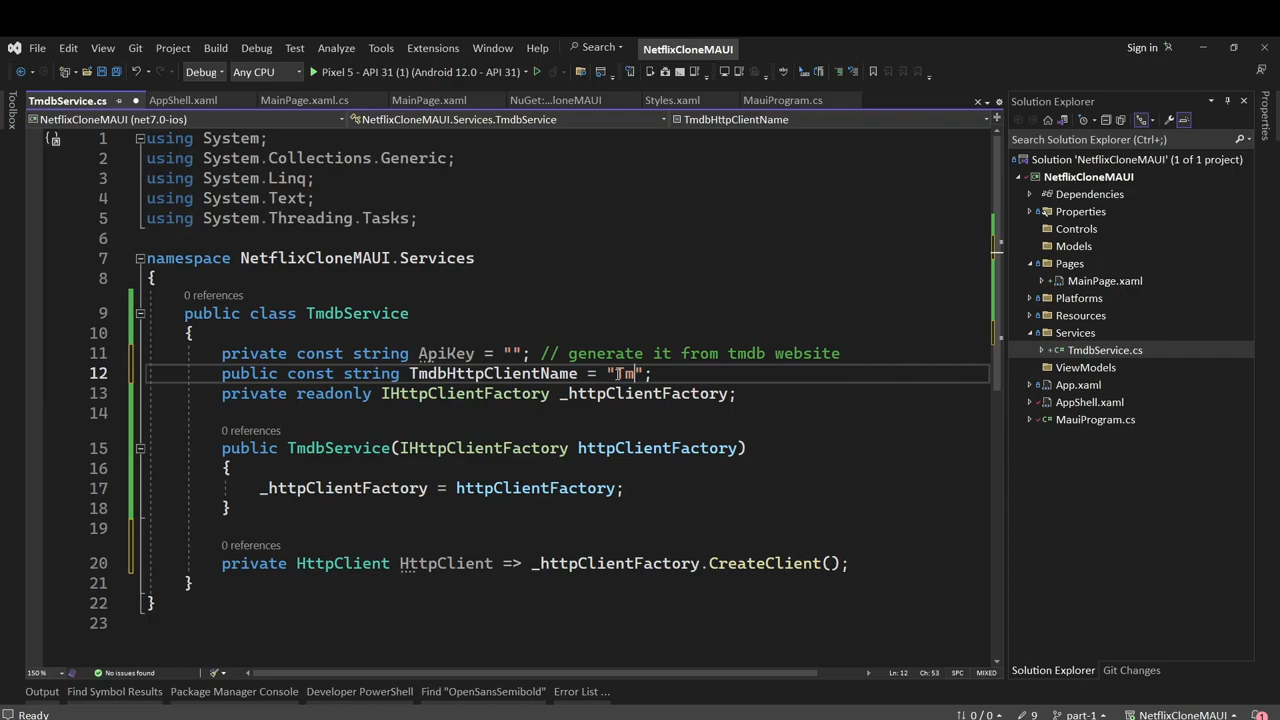 File Edit View Git Project Build Debug Test Analyze Tools Extensions Window Help Search NetflixCloneMAUI Sign in
Debug Any CPU Pixel 5 - API 31 (1) (Android 12.0 - API 31)
TmdbService.cs AppShell.xaml MainPage.xaml.cs MainPage.xaml NuGet:...loneMAUI Styles.xaml MauiProgram.cs
NetflixCloneMAUI (net7.0-ios) NetflixCloneMAUI.Services.TmdbService TmdbHttpClientName
Toolbox
1 using System;
2 using System.Collections.Generic;
3 using System.Linq;
4 using System.Text;
5 using System.Threading.Tasks;
6
7 namespace NetflixCloneMAUI.Services
8 {
0 references
9 public class TmdbService
10 {
11 private const string ApiKey = ""; // generate it from tmdb website
12 public const string TmdbHttpClientName = "Tm";
13 private readonly IHttpClientFactory _httpClientFactory;
14
0 references
15 public TmdbService(IHttpClientFactory httpClientFactory)
16 {
17 _httpClientFactory = httpClientFactory;
18 }
19
0 references
20 private HttpClient HttpClient => _httpClientFactory.CreateClient();
21 }
22 }
23
150 % No issues found Ln: 12 Ch: 53 SPC MIXED
Solution Explorer
Search Solution Explorer (Ctrl+;)
Solution 'NetflixCloneMAUI' (1 of 1 project)
NetflixCloneMAUI
Dependencies
Properties
Controls
Models
Pages
MainPage.xaml
Platforms
Resources
Services
TmdbService.cs
ViewModels
App.xaml
AppShell.xaml
MauiProgram.cs
Solution Explorer Git Changes
Properties
Output Find Symbol Results Package Manager Console Developer PowerShell Find "OpenSansSemibold" Error List ...
Ready 0 / 0 9 part-1 NetflixCloneMAUI 1